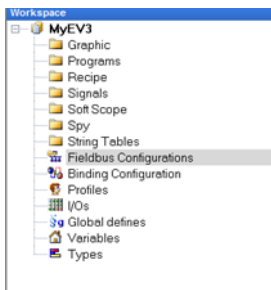 Workspace
MyEV3
Graphic
Programs
Recipe
Signals
Soft Scope
Spy
String Tables
Fieldbus Configurations
Binding Configuration
Profiles
I/Os
Global defines
Variables
Types